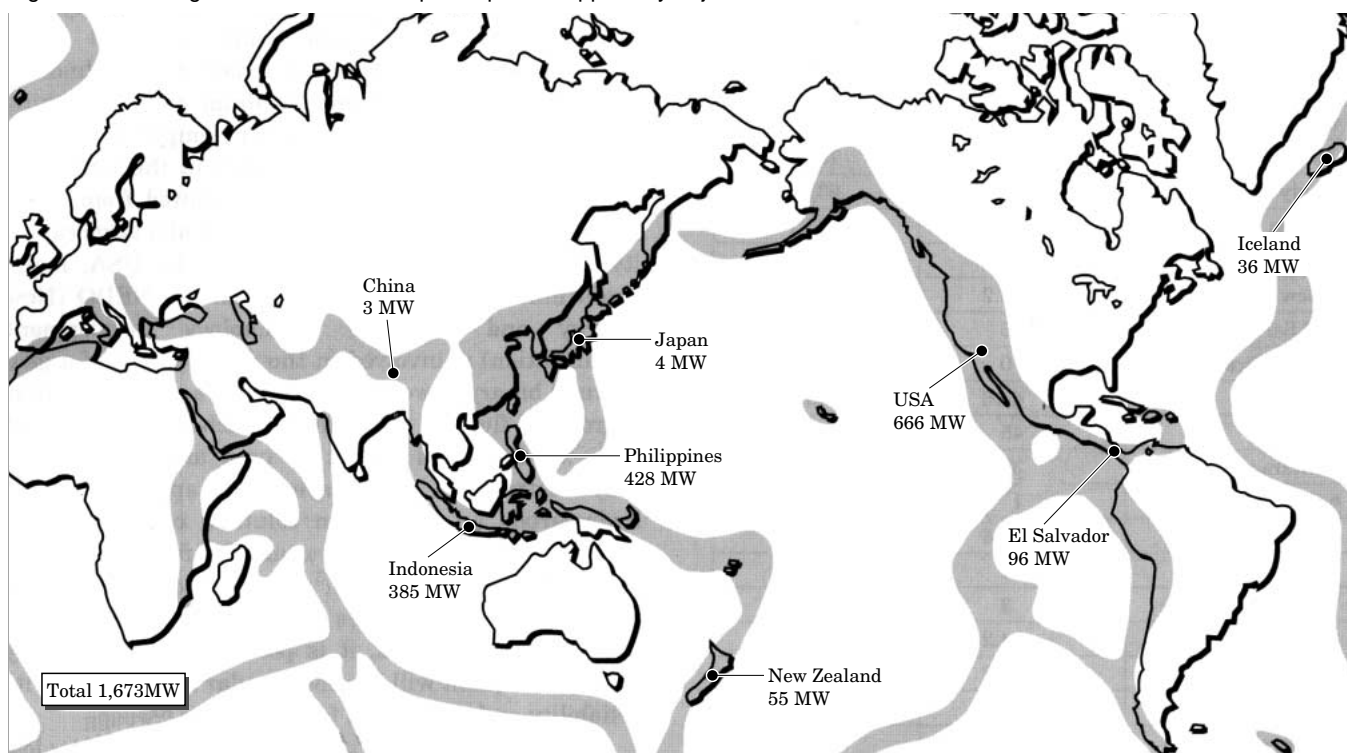 Iceland
36 MW
China
3 MW
Japan
4 MW
USA
666 MW
Philippines
428 MW
El Salvador
96 MW
Indonesia
385 MW
New Zealand
55 MW
Total 1,673MW